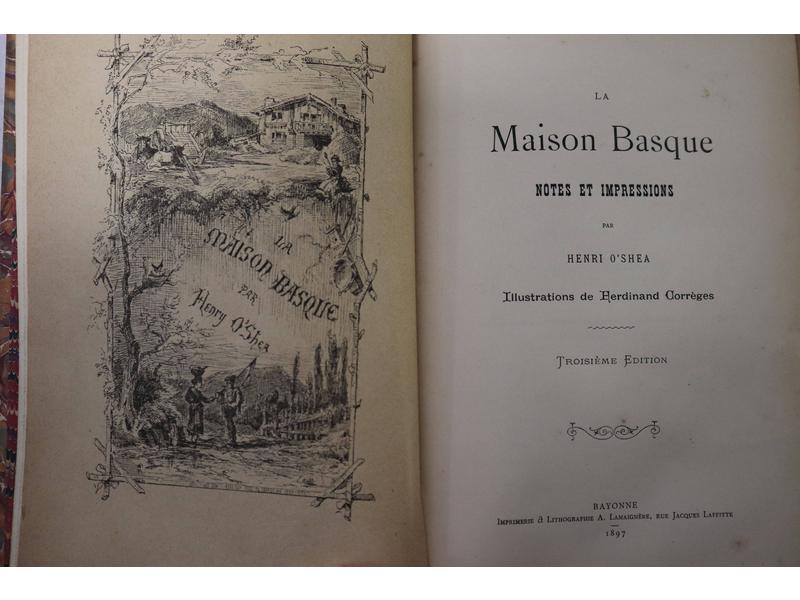 LA
MAISON BASQUE
PAR
Henry O'Shea
LA
Maison Basque
NOTES ET IMPRESSIONS
PAR
HENRI O'SHEA
Illustrations de Ferdinand Corrèges
TROISIÈME EDITION
BAYONNE
IMPRIMERIE & LITHOGRAPHIE A. LAMAIGNÈRE, RUE JACQUES LAFFITTE
1897